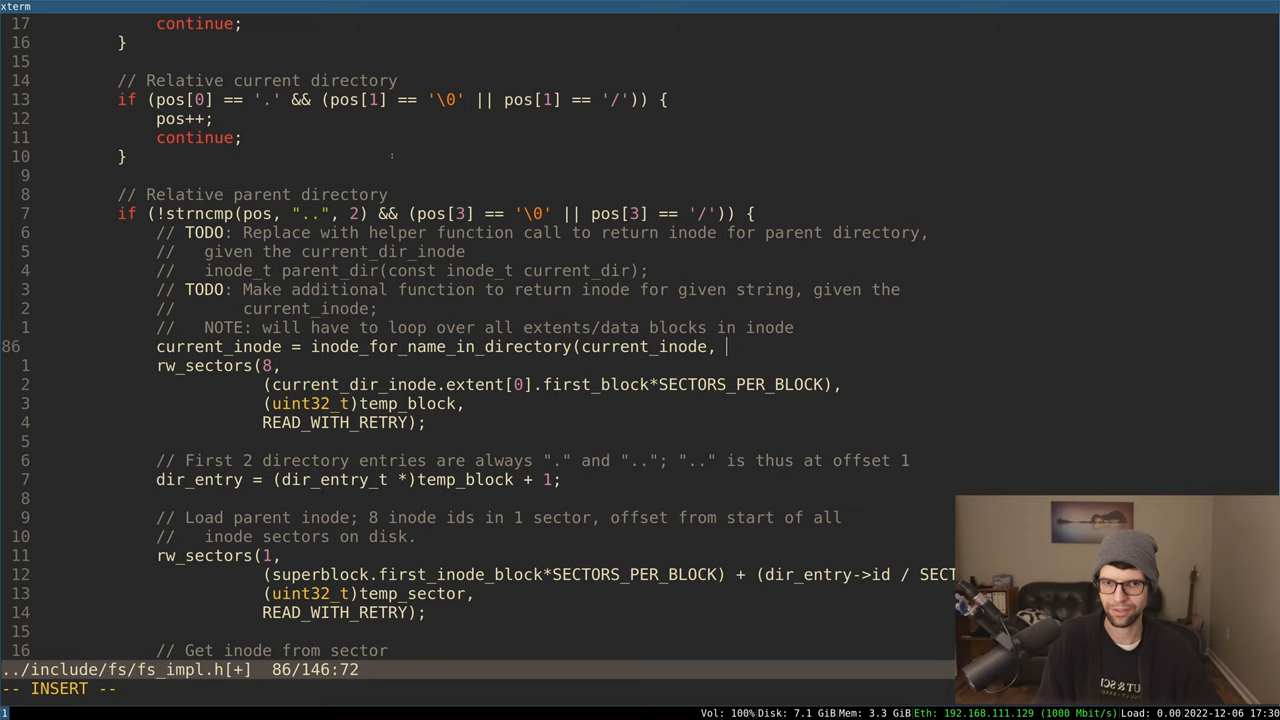 xterm
17             continue;
16         }
15
14         // Relative current directory
13         if (pos[0] == '.' && (pos[1] == '\0' || pos[1] == '/')) {
12             pos++;
11             continue;
10         }
9
8         // Relative parent directory
7         if (!strncmp(pos, "..", 2) && (pos[3] == '\0' || pos[3] == '/')) {
6             // TODO: Replace with helper function call to return inode for parent directory,
5             //   given the current_dir_inode
4             //   inode_t parent_dir(const inode_t current_dir);
3             // TODO: Make additional function to return inode for given string, given the
2             //       current_inode;
1             //   NOTE: will have to loop over all extents/data blocks in inode
86            current_inode = inode_for_name_in_directory(current_inode,
1             rw_sectors(8,
2                        (current_dir_inode.extent[0].first_block*SECTORS_PER_BLOCK),
3                        (uint32_t)temp_block,
4                        READ_WITH_RETRY);
5
6             // First 2 directory entries are always "." and ".."; ".." is thus at offset 1
7             dir_entry = (dir_entry_t *)temp_block + 1;
8
9             // Load parent inode; 8 inode ids in 1 sector, offset from start of all
10            //   inode sectors on disk.
11            rw_sectors(1,
12                       (superblock.first_inode_block*SECTORS_PER_BLOCK) + (dir_entry->id / SECT
13                       (uint32_t)temp_sector,
14                       READ_WITH_RETRY);
15
16            // Get inode from sector
../include/fs/fs_impl.h[+]  86/146:72
-- INSERT --
1 Vol: 100% Disk: 7.1 GiB Mem: 3.3 GiF Eth: 192.168.111.129 (1000 Mbit/s) Load: 0.00 2022-12-06 17:30